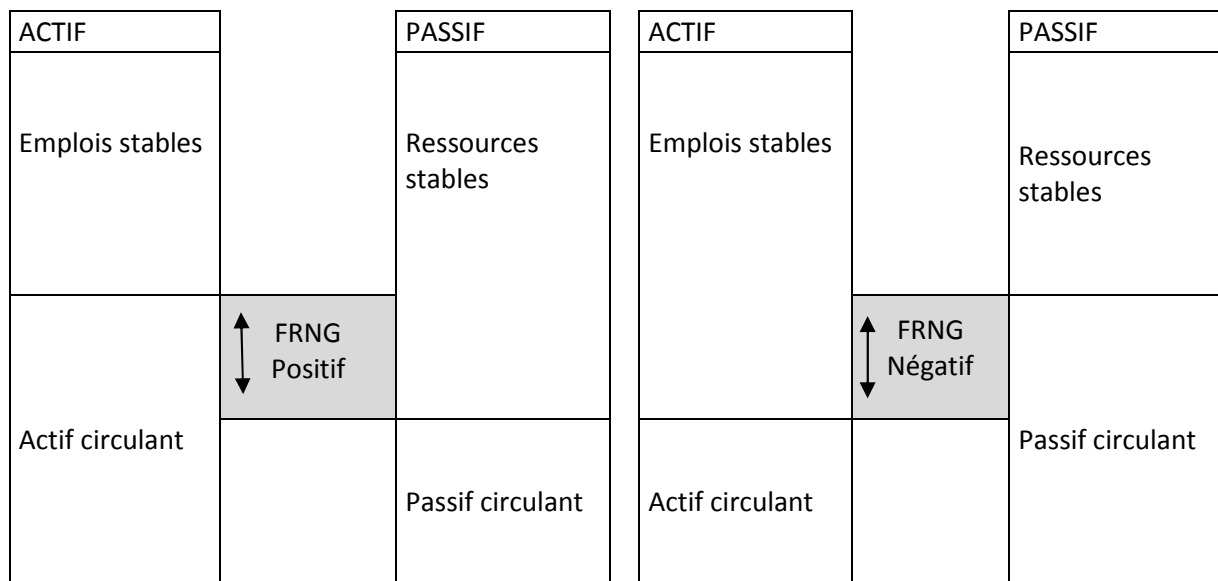 ACTIF
PASSIF
ACTIF
PASSIF
Emplois stables
Ressources
stables
Emplois stables
Ressources
stables
FRNG
Positif
FRNG
Négatif
Actif circulant
Passif circulant
Passif circulant
Actif circulant